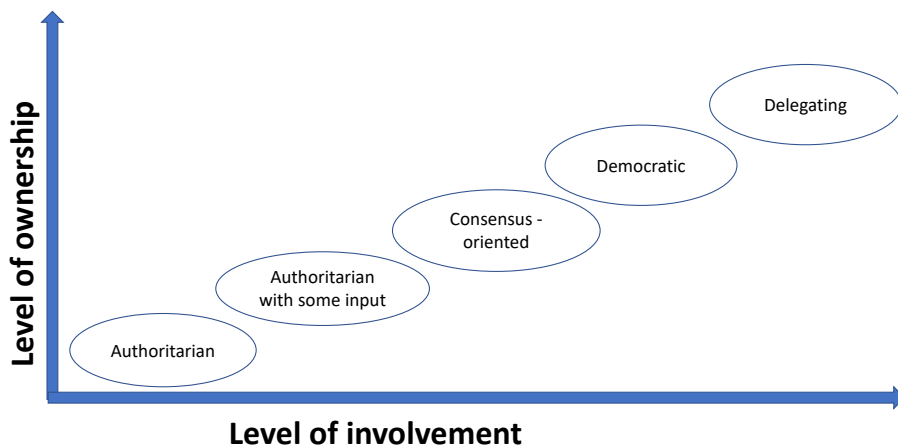 Level of ownership
Delegating
Democratic
Consensus -
oriented
Authoritarian
with some input
Authoritarian
Level of involvement